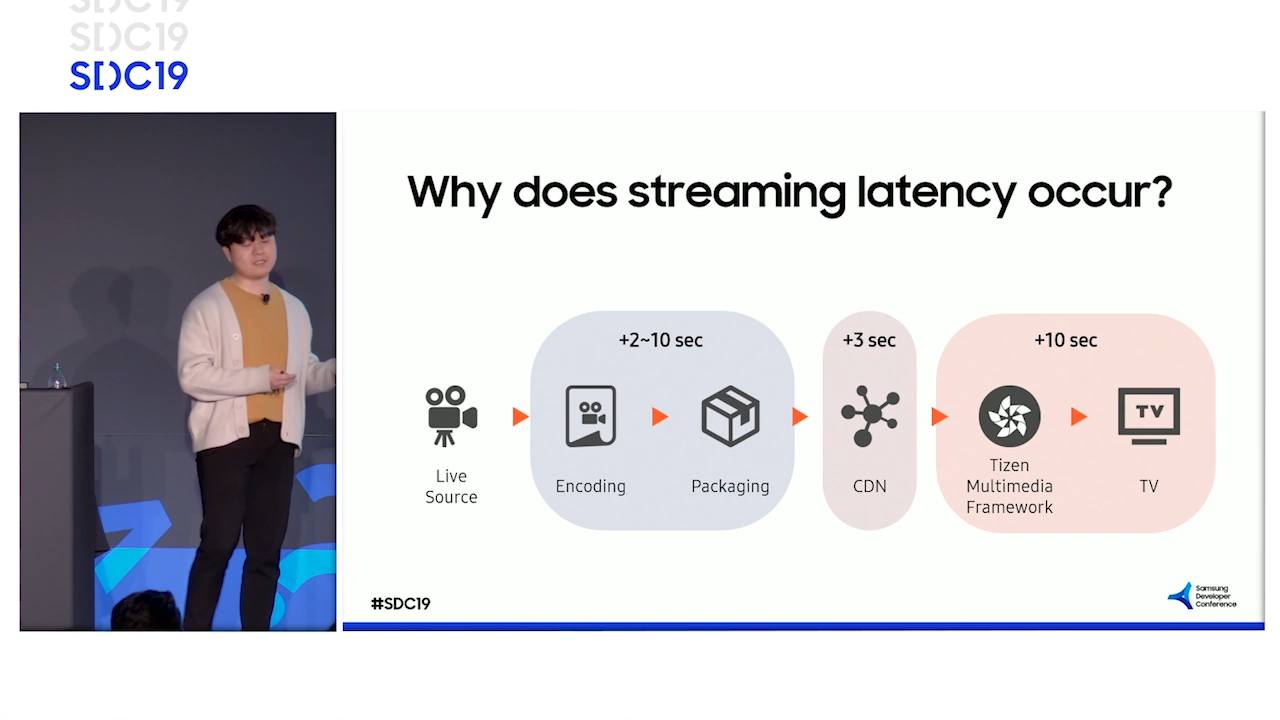 SDC19
SDC19
SDC19
Why does streaming latency occur?
+2~10 sec
+3 sec
+10 sec
TV
Live
Source
Encoding
Packaging
CDN
Tizen
Multimedia
Framework
TV
#SDC19
Samsung
Developer
Conference